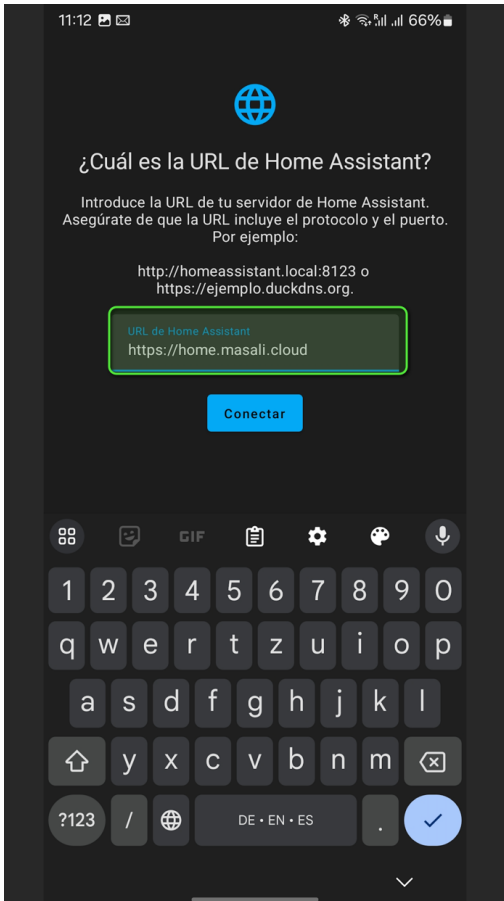 11:12 66%
¿Cuál es la URL de Home Assistant?
Introduce la URL de tu servidor de Home Assistant.
Asegúrate de que la URL incluye el protocolo y el puerto.
Por ejemplo:
http://homeassistant.local:8123 o
https://ejemplo.duckdns.org.
URL de Home Assistant
https://home.masali.cloud
Conectar
GIF
1 2 3 4 5 6 7 8 9 0
q w e r t z u i o p
a s d f g h j k l
y x c v b n m
?123 / DE • EN • ES .